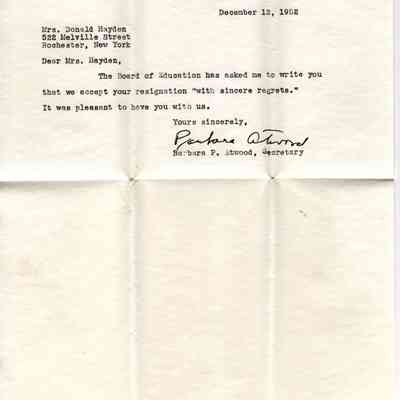 December 12, 1952
Mrs. Donald Hayden
522 Melville Street
Rochester, New York
Dear Mrs. Hayden,
The Board of Education has asked me to write you
that we accept your resignation "with sincere regrets."
It was pleasant to have you with us.
Yours sincerely,
Barbara Atwood
Barbara P. Atwood, Secretary